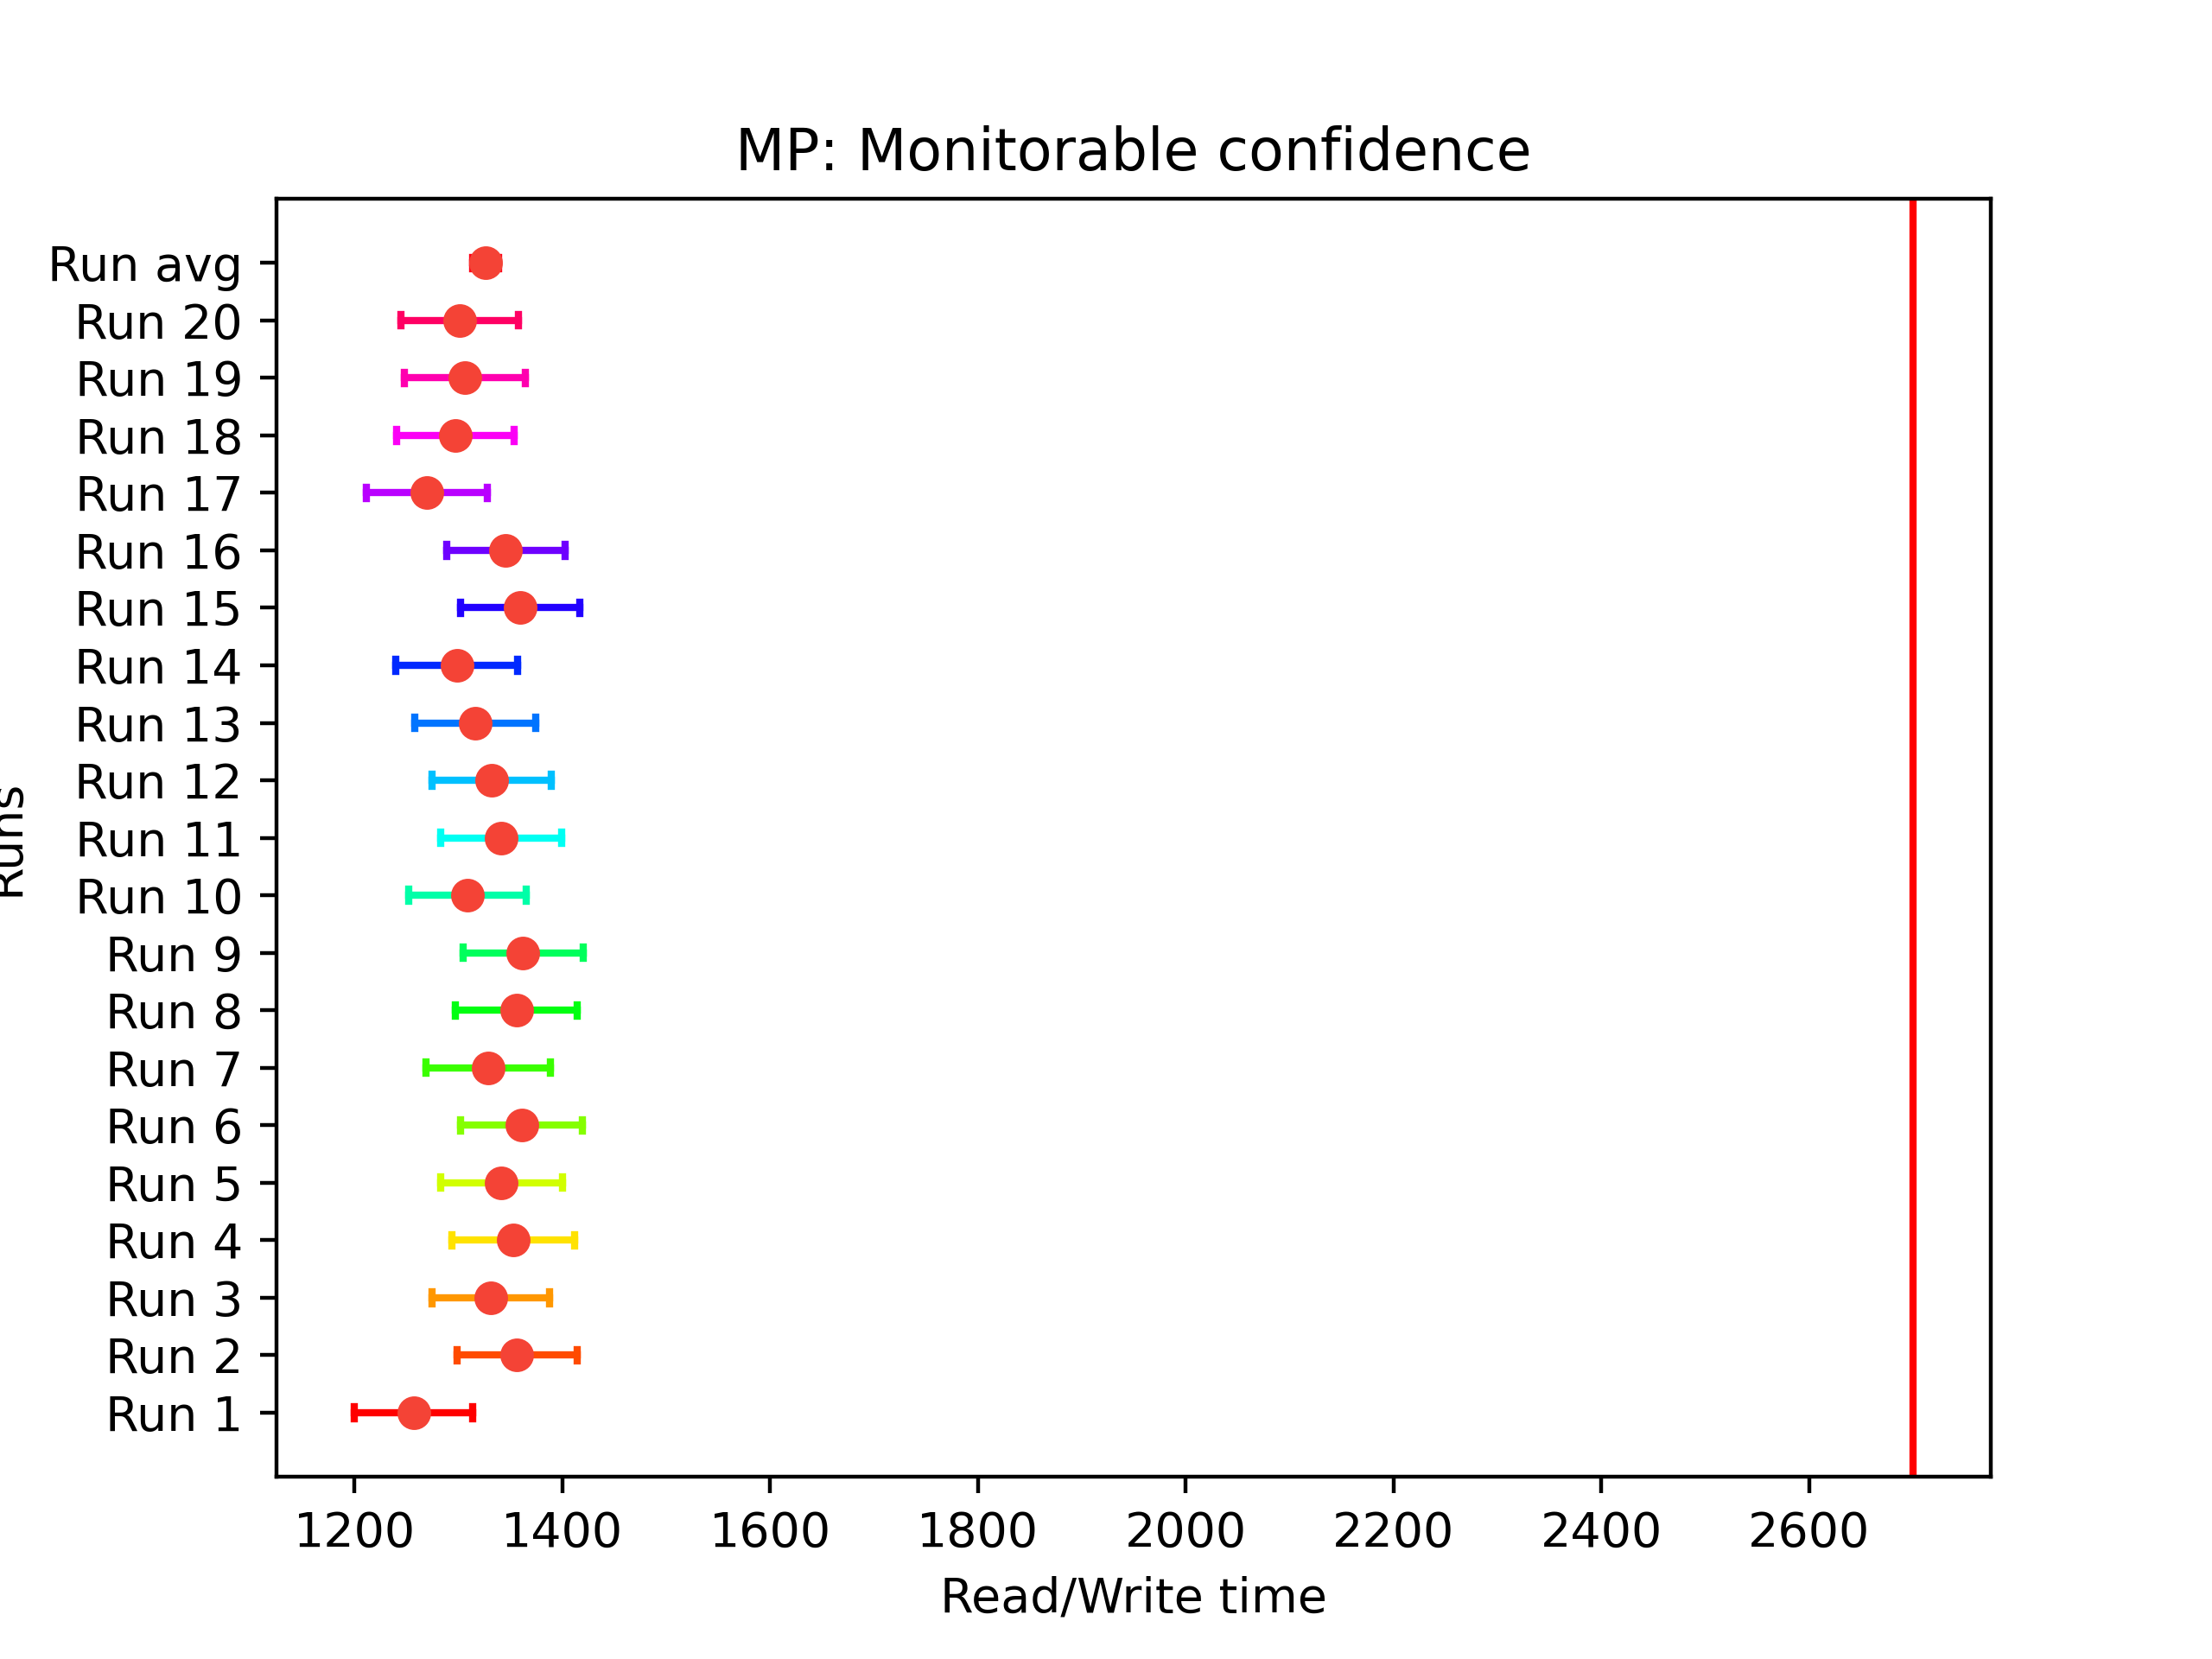 MP: Monitorable confidence
Run avg
Run 20
Run 19
Run 18
Run 17
Run 16
Run 15
Run 14
Run 13
Run 12
Run 11
Run 10
Run 9
Run 8
Run 7
Run 6
Run 5
Run 4
Run 3
Run 2
Run 1
Runs
1200 1400 1600 1800 2000 2200 2400 2600
Read/Write time